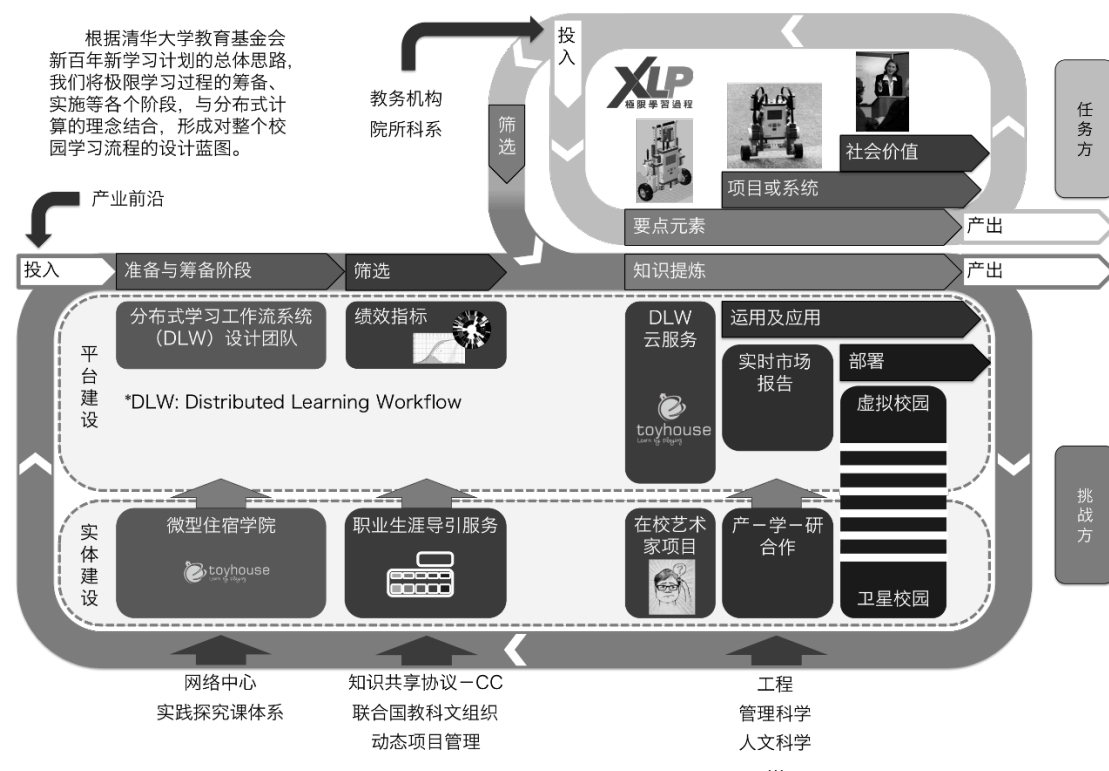 根据清华大学教育基金会
新百年新学习计划的总体思路，
我们将极限学习过程的筹备、
实施等各个阶段，与分布式计
算的理念结合，形成对整个校
园学习流程的设计蓝图。
产业前沿
教务机构
院所科系
投入
筛选
XLP
極限學習過程
社会价值
项目或系统
要点元素
产出
任务方
投入
准备与筹备阶段
筛选
知识提炼
产出
平台建设
分布式学习工作流系统
（DLW）设计团队
绩效指标
*DLW: Distributed Learning Workflow
DLW
云服务
toyhouse
Learn by Playing
运用及应用
实时市场
报告
部署
虚拟校园
挑战方
实体建设
微型住宿学院
toyhouse
Learn by Playing
职业生涯导引服务
在校艺术
家项目
?
产－学－研
合作
卫星校园
网络中心
实践探究课体系
知识共享协议－CC
联合国教科文组织
动态项目管理
工程
管理科学
人文科学
...